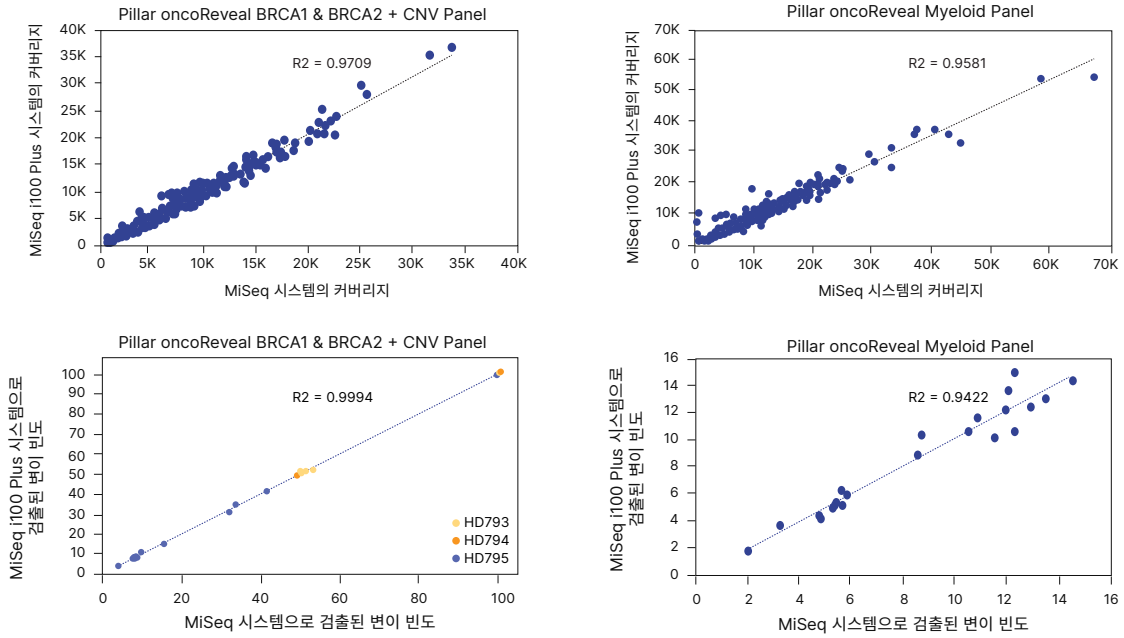 Pillar oncoReveal BRCA1 & BRCA2 + CNV Panel
MiSeq i100 Plus 시스템의 커버리지
40K
35K
30K
25K
20K
15K
10K
5K
0
R2 = 0.9709
0 5K 10K 15K 20K 25K 30K 35K 40K
MiSeq 시스템의 커버리지
Pillar oncoReveal Myeloid Panel
MiSeq i100 Plus 시스템의 커버리지
70K
60K
50K
40K
30K
20K
10K
0
R2 = 0.9581
0 10K 20K 30K 40K 50K 60K 70K
MiSeq 시스템의 커버리지
Pillar oncoReveal BRCA1 & BRCA2 + CNV Panel
MiSeq i100 Plus 시스템으로
검출된 변이 빈도
100
90
80
70
60
50
40
30
20
10
0
R2 = 0.9994
HD793
HD794
HD795
0 20 40 60 80 100
MiSeq 시스템으로 검출된 변이 빈도
Pillar oncoReveal Myeloid Panel
MiSeq i100 Plus 시스템으로
검출된 변이 빈도
16
14
12
10
8
6
4
2
0
R2 = 0.9422
0 2 4 6 8 10 12 14 16
MiSeq 시스템으로 검출된 변이 빈도